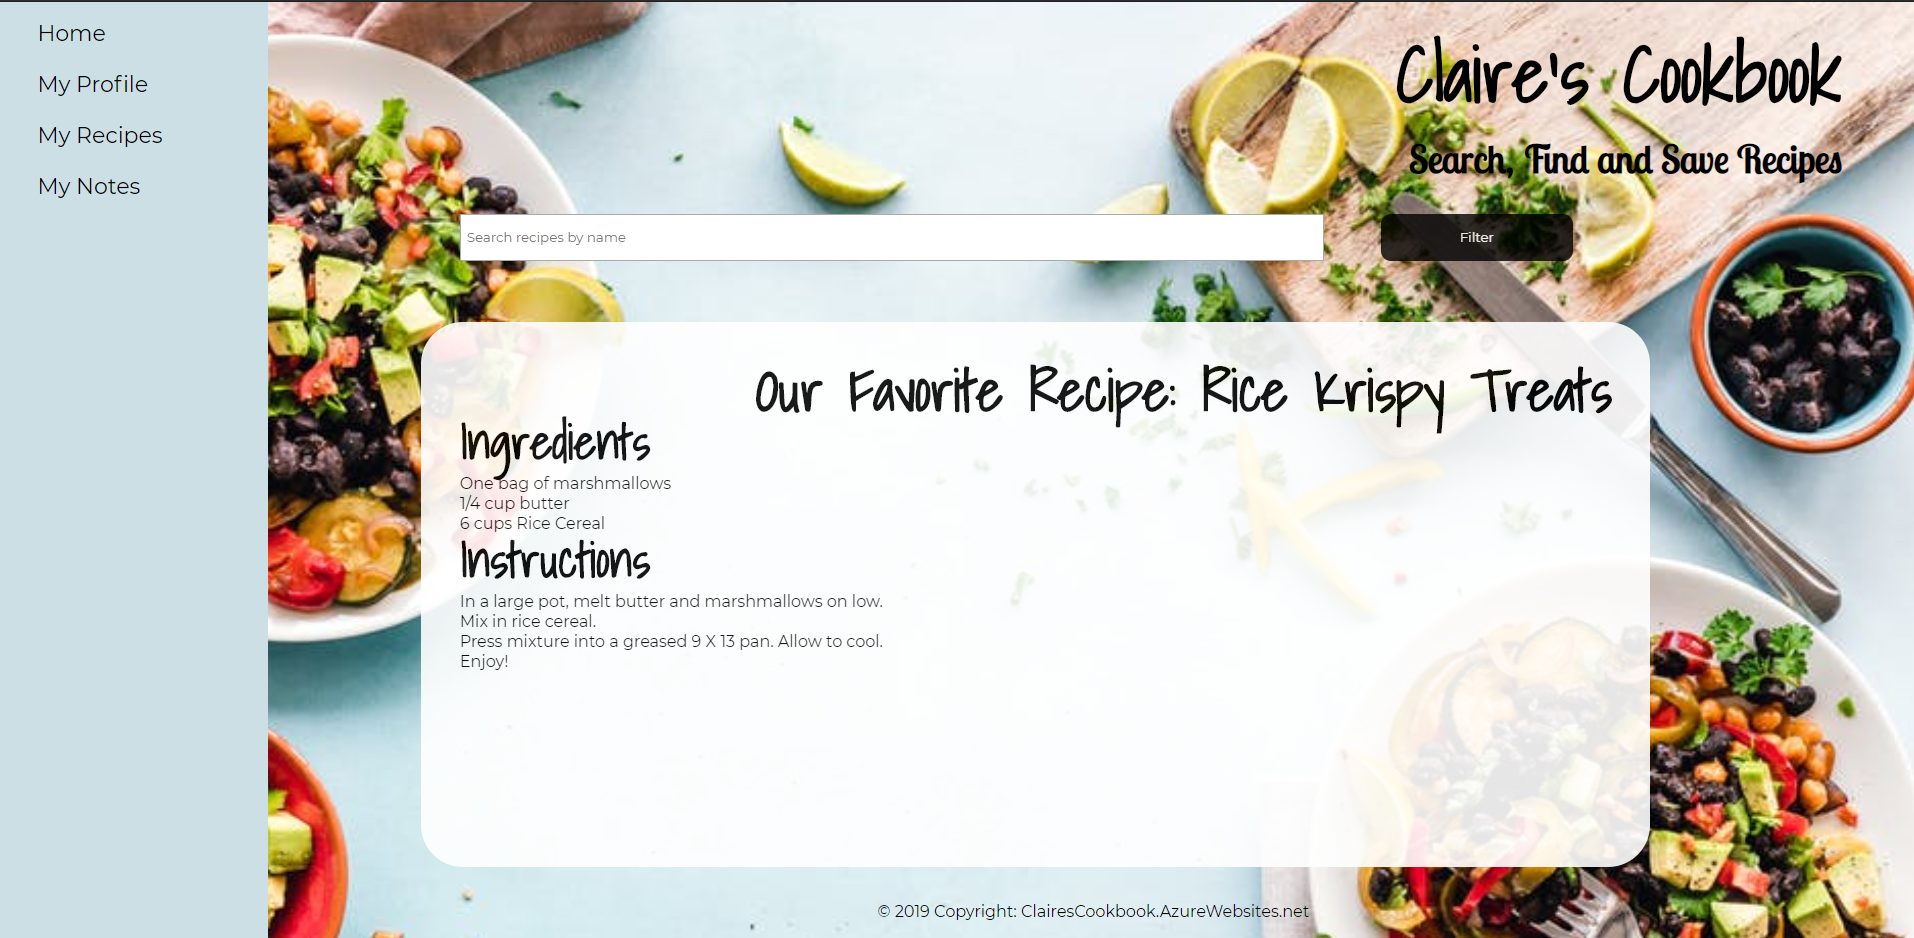 Home
My Profile
My Recipes
My Notes
Claire's Cookbook
Search, Find and Save Recipes
Search recipes by name
Filter
Our Favorite Recipe: Rice Krispy Treats
Ingredients
One bag of marshmallows
1/4 cup butter
6 cups Rice Cereal
Instructions
In a large pot, melt butter and marshmallows on low.
Mix in rice cereal.
Press mixture into a greased 9 X 13 pan. Allow to cool.
Enjoy!
© 2019 Copyright: ClairesCookbook.AzureWebsites.net